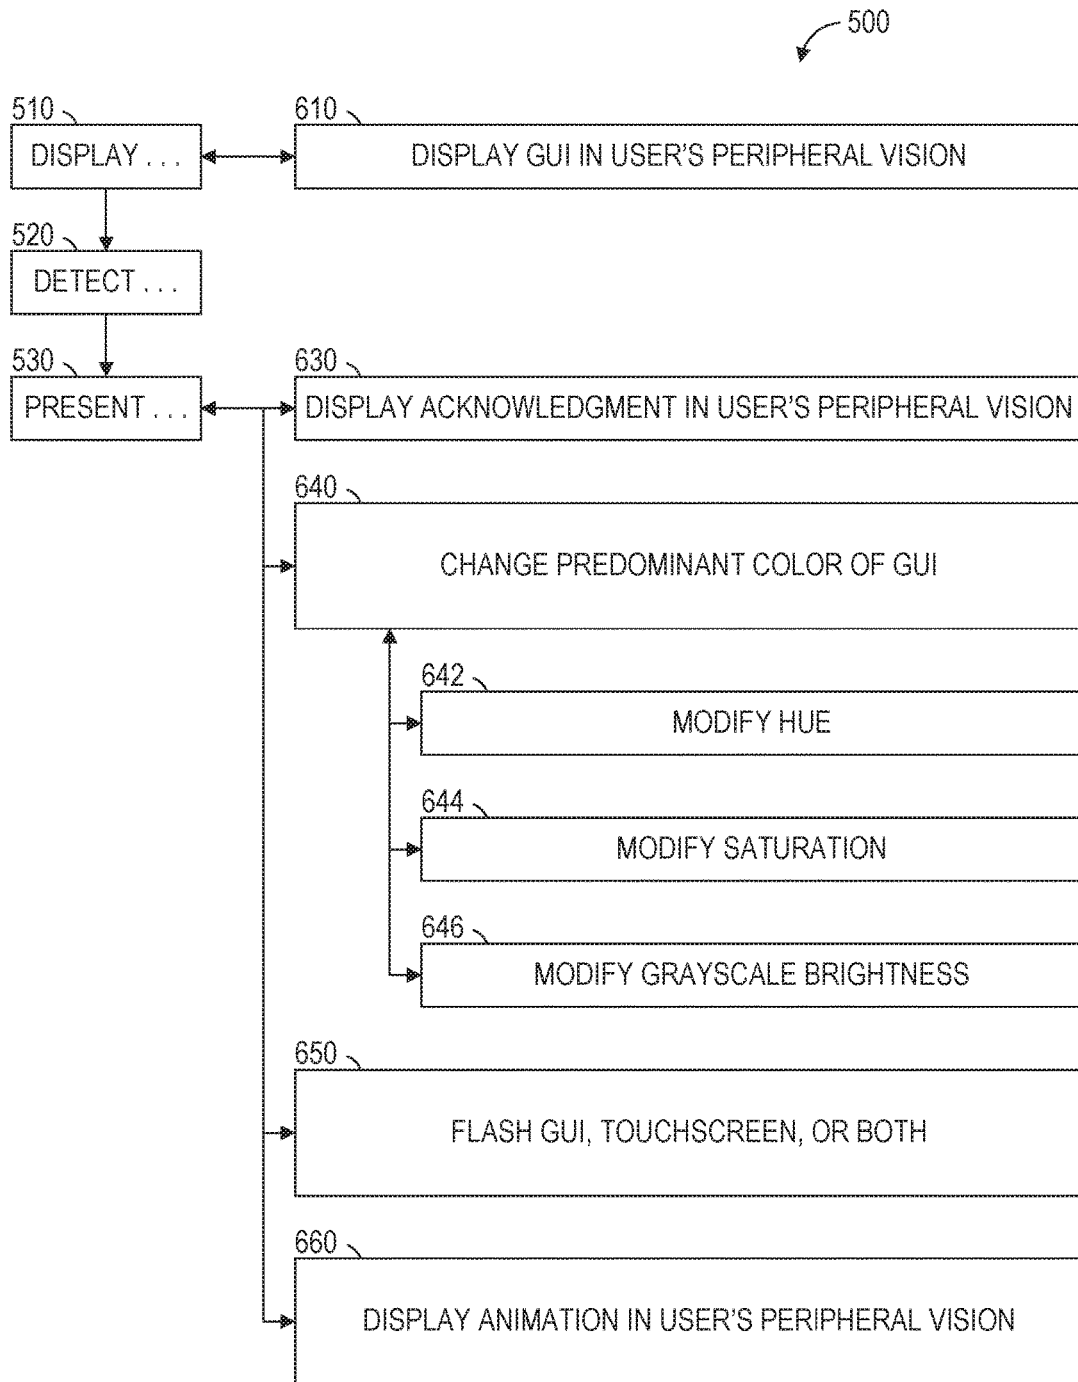 500
510
DISPLAY . . .
610
DISPLAY GUI IN USER'S PERIPHERAL VISION
520
DETECT . . .
530
PRESENT . . .
630
DISPLAY ACKNOWLEDGMENT IN USER'S PERIPHERAL VISION
640
CHANGE PREDOMINANT COLOR OF GUI
642
MODIFY HUE
644
MODIFY SATURATION
646
MODIFY GRAYSCALE BRIGHTNESS
650
FLASH GUI, TOUCHSCREEN, OR BOTH
660
DISPLAY ANIMATION IN USER'S PERIPHERAL VISION